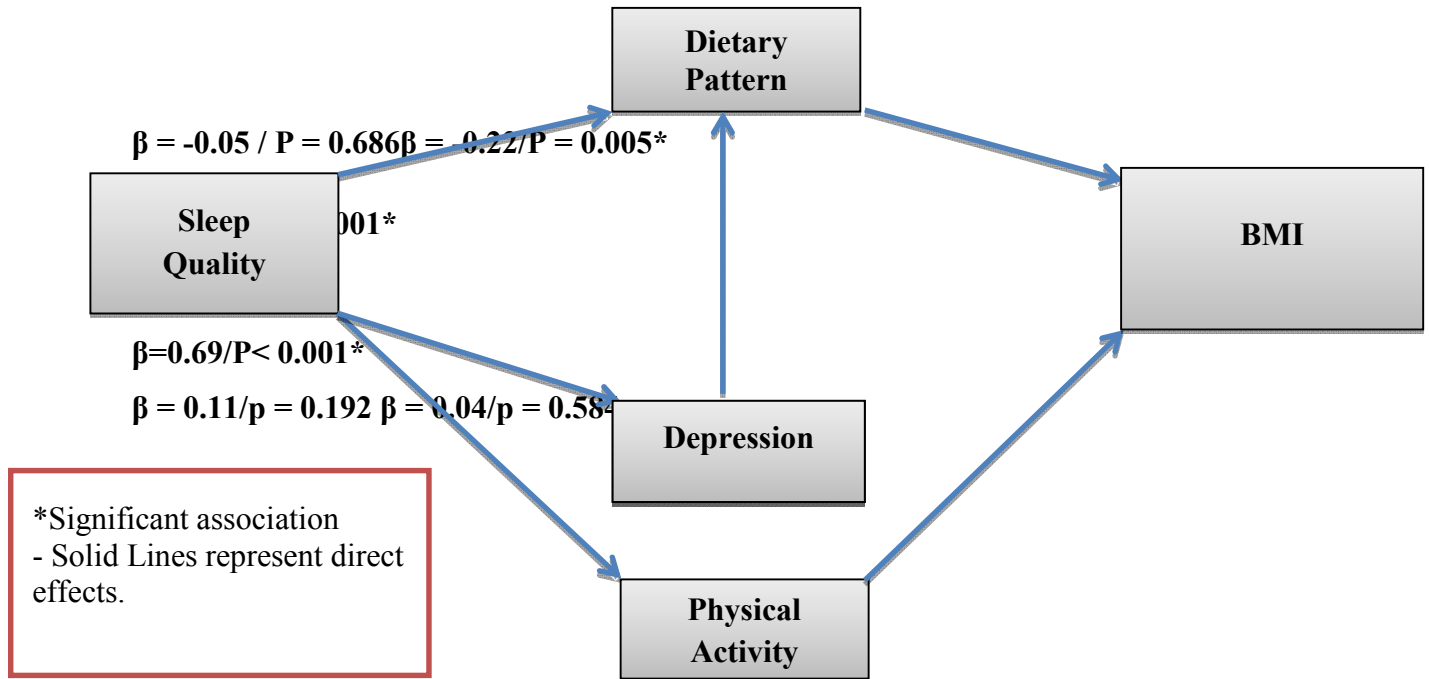 Dietary
Pattern
β = -0.05 / P = 0.686β = -0.22/P = 0.005*
Sleep
Quality
001*
BMI
β=0.69/P< 0.001*
β = 0.11/p = 0.192 β = 0.04/p = 0.584
Depression
*Significant association
- Solid Lines represent direct
effects.
Physical
Activity